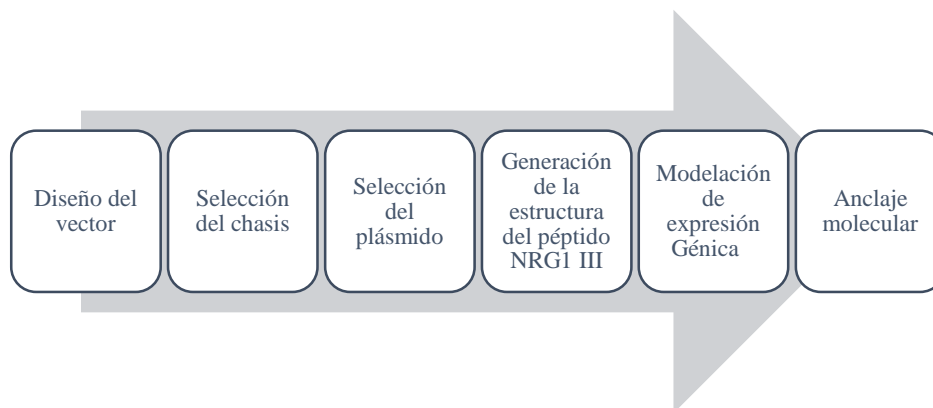 Diseño del
vector
Selección
del chasis
Selección
del
plásmido
Generación
de la
estructura
del péptido
NRG1 III
Modelación
de
expresión
Génica
Anclaje
molecular